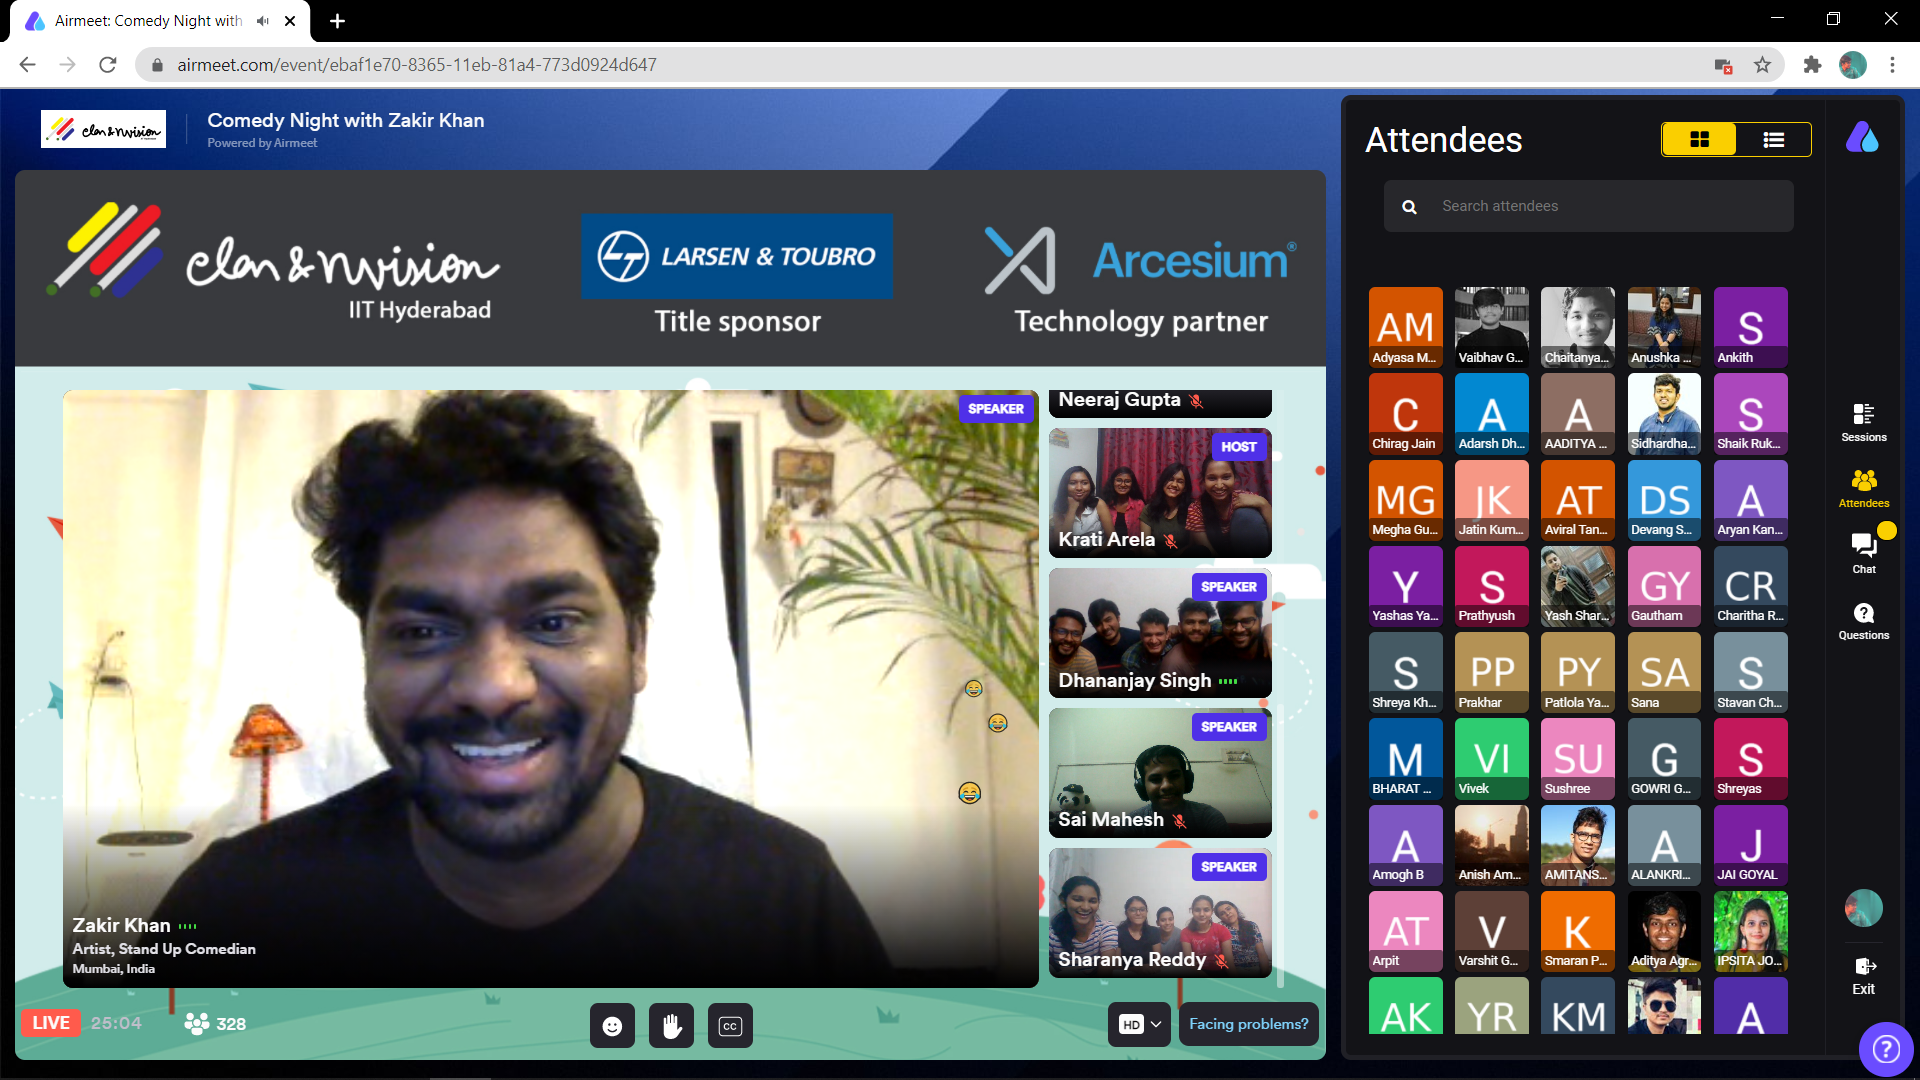 Airmeet: Comedy Night with
airmeet.com/event/ebaf1e70-8365-11eb-81a4-773d0924d647
elan & nvision
Comedy Night with Zakir Khan
Powered by Airmeet
elan & nvision
IIT Hyderabad
LARSEN & TOUBRO
Title sponsor
Arcesium®
Technology partner
SPEAKER
Zakir Khan
Artist, Stand Up Comedian
Mumbai, India
Neeraj Gupta
HOST
Krati Arela
SPEAKER
Dhananjay Singh
SPEAKER
Sai Mahesh
SPEAKER
Sharanya Reddy
LIVE 25:04 328
CC
HD
Facing problems?
Attendees
Search attendees
AM S
Adyasa M... Vaibhav G... Chaitanya... Anushka ... Ankith
C A A S
Chirag Jain Adarsh Dh... AADITYA ... Sidhardha... Shaik Ruk...
MG JK AT DS A
Megha Gu... Jatin Kum... Aviral Tan... Devang S... Aryan Kan...
Y S GY CR
Yashas Ya... Prathyush Yash Shar... Gautham Charitha R...
S PP PY SA S
Shreya Kh... Prakhar Patlola Ya... Sana Stavan Ch...
M VI SU G S
BHARAT ... Vivek Sushree GOWRI G... Shreyas
A A J
Amogh B Anish Am... AMITANS... ALANKRI... JAI GOYAL
AT V K
Arpit Varshit G... Smaran P... Aditya Agr... IPSITA JO...
AK YR KM A
Sessions
Attendees
Chat
Questions
Exit
?